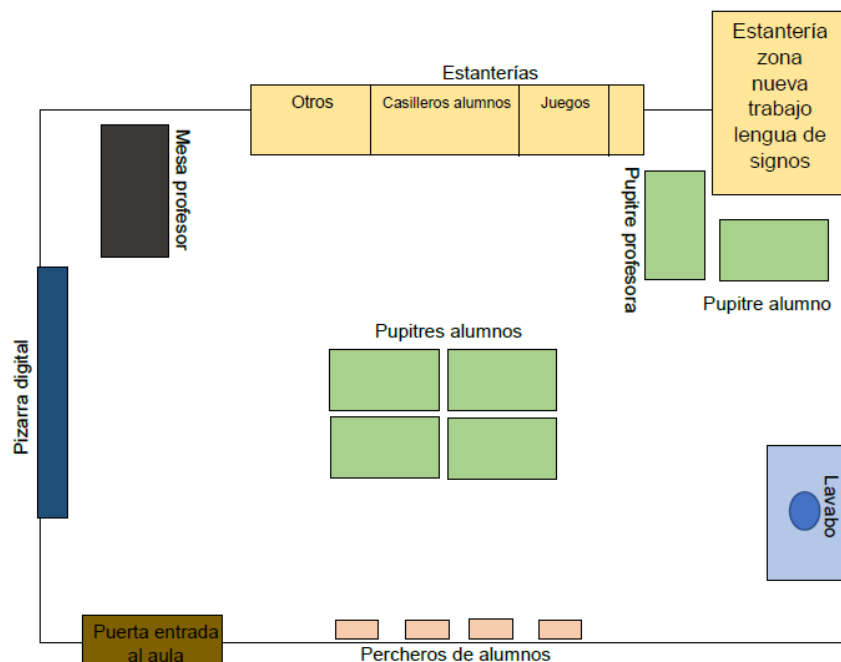 Estantería
zona
nueva
trabajo
lengua de
signos
Estanterías
Otros
Casilleros alumnos
Juegos
Mesa profesor
Pupitre profesora
Pupitre alumno
Pizarra digital
Pupitres alumnos
Lavabo
Puerta entrada
al aula
Percheros de alumnos